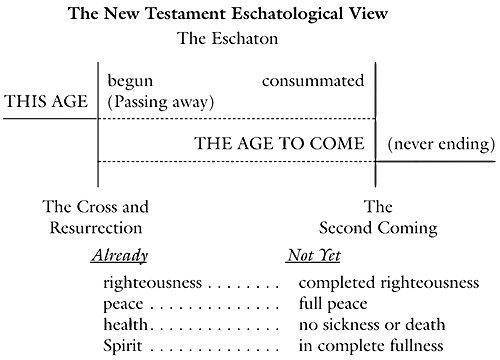 The New Testament Eschatological View
The Eschaton
begun consummated
THIS AGE (Passing away)
THE AGE TO COME (never ending)
The Cross and The
Resurrection Second Coming
Already Not Yet
righteousness . . . . . . . . completed righteousness
peace . . . . . . . . . . . . . . full peace
health. . . . . . . . . . . . . . no sickness or death
Spirit . . . . . . . . . . . . . . in complete fullness